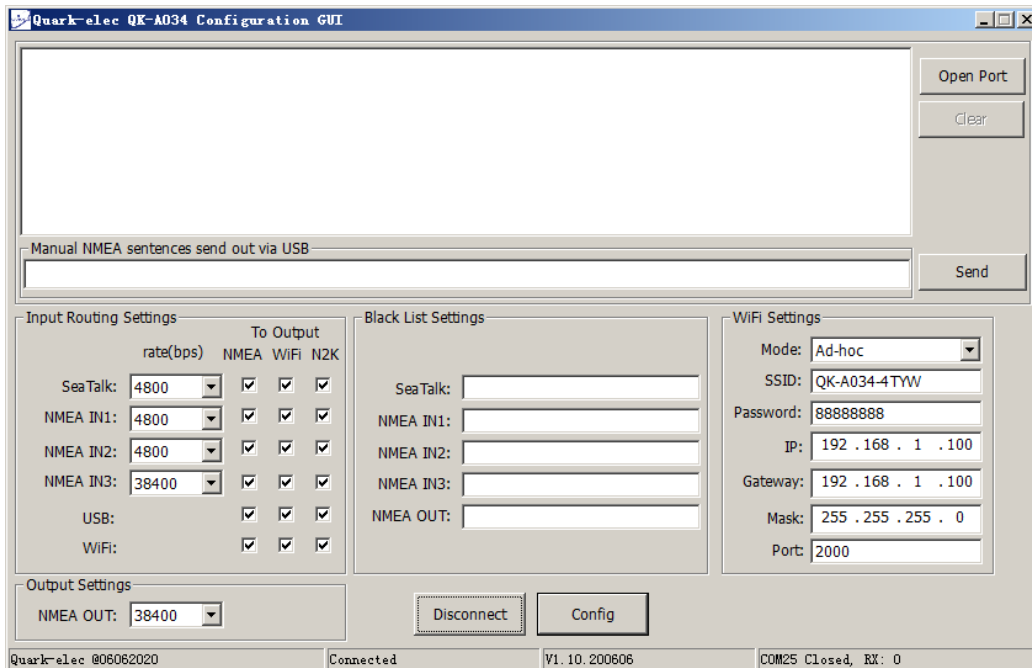 Quark-elec QK-A034 Configuration GUI
Open Port
Clear
Manual NMEA sentences send out via USB
Send
Input Routing Settings
To Output
rate(bps) NMEA WiFi N2K
SeaTalk: 4800
NMEA IN1: 4800
NMEA IN2: 4800
NMEA IN3: 38400
USB:
WiFi:
Output Settings
NMEA OUT: 38400
Black List Settings
SeaTalk:
NMEA IN1:
NMEA IN2:
NMEA IN3:
NMEA OUT:
WiFi Settings
Mode: Ad-hoc
SSID: QK-A034-4TYW
Password: 88888888
IP: 192 .168 . 1 .100
Gateway: 192 .168 . 1 .100
Mask: 255 .255 .255 . 0
Port: 2000
Disconnect
Config
Quark-elec @06062020
Connected
V1.10.200606
COM25 Closed, RX: 0